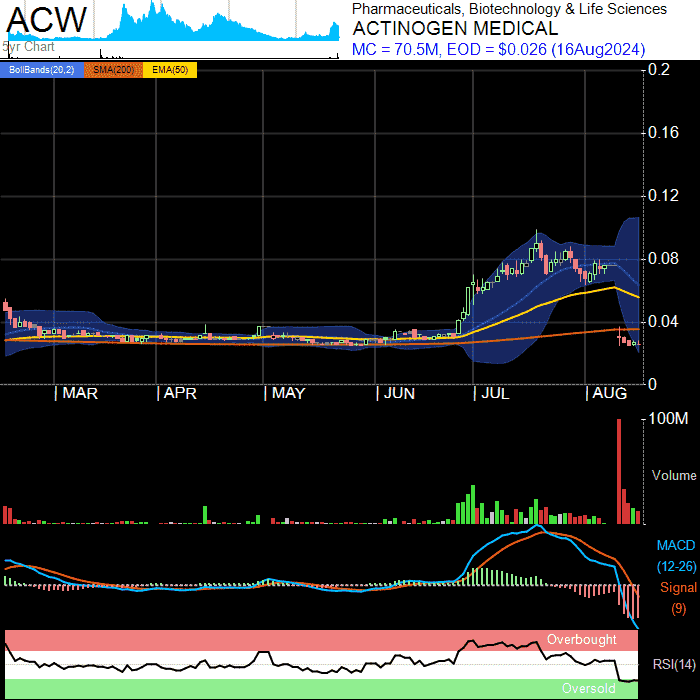 ACW
5yr Chart
Pharmaceuticals, Biotechnology & Life Sciences
ACTINOGEN MEDICAL
MC = 70.5M, EOD = $0.026 (16Aug2024)
BollBands(20,2) SMA(200) EMA(50)
0.2
0.16
0.12
0.08
0.04
0
| MAR | APR | MAY | JUN | JUL | AUG
100M
Volume
MACD
(12-26)
Signal
(9)
Overbought
RSI(14)
Oversold